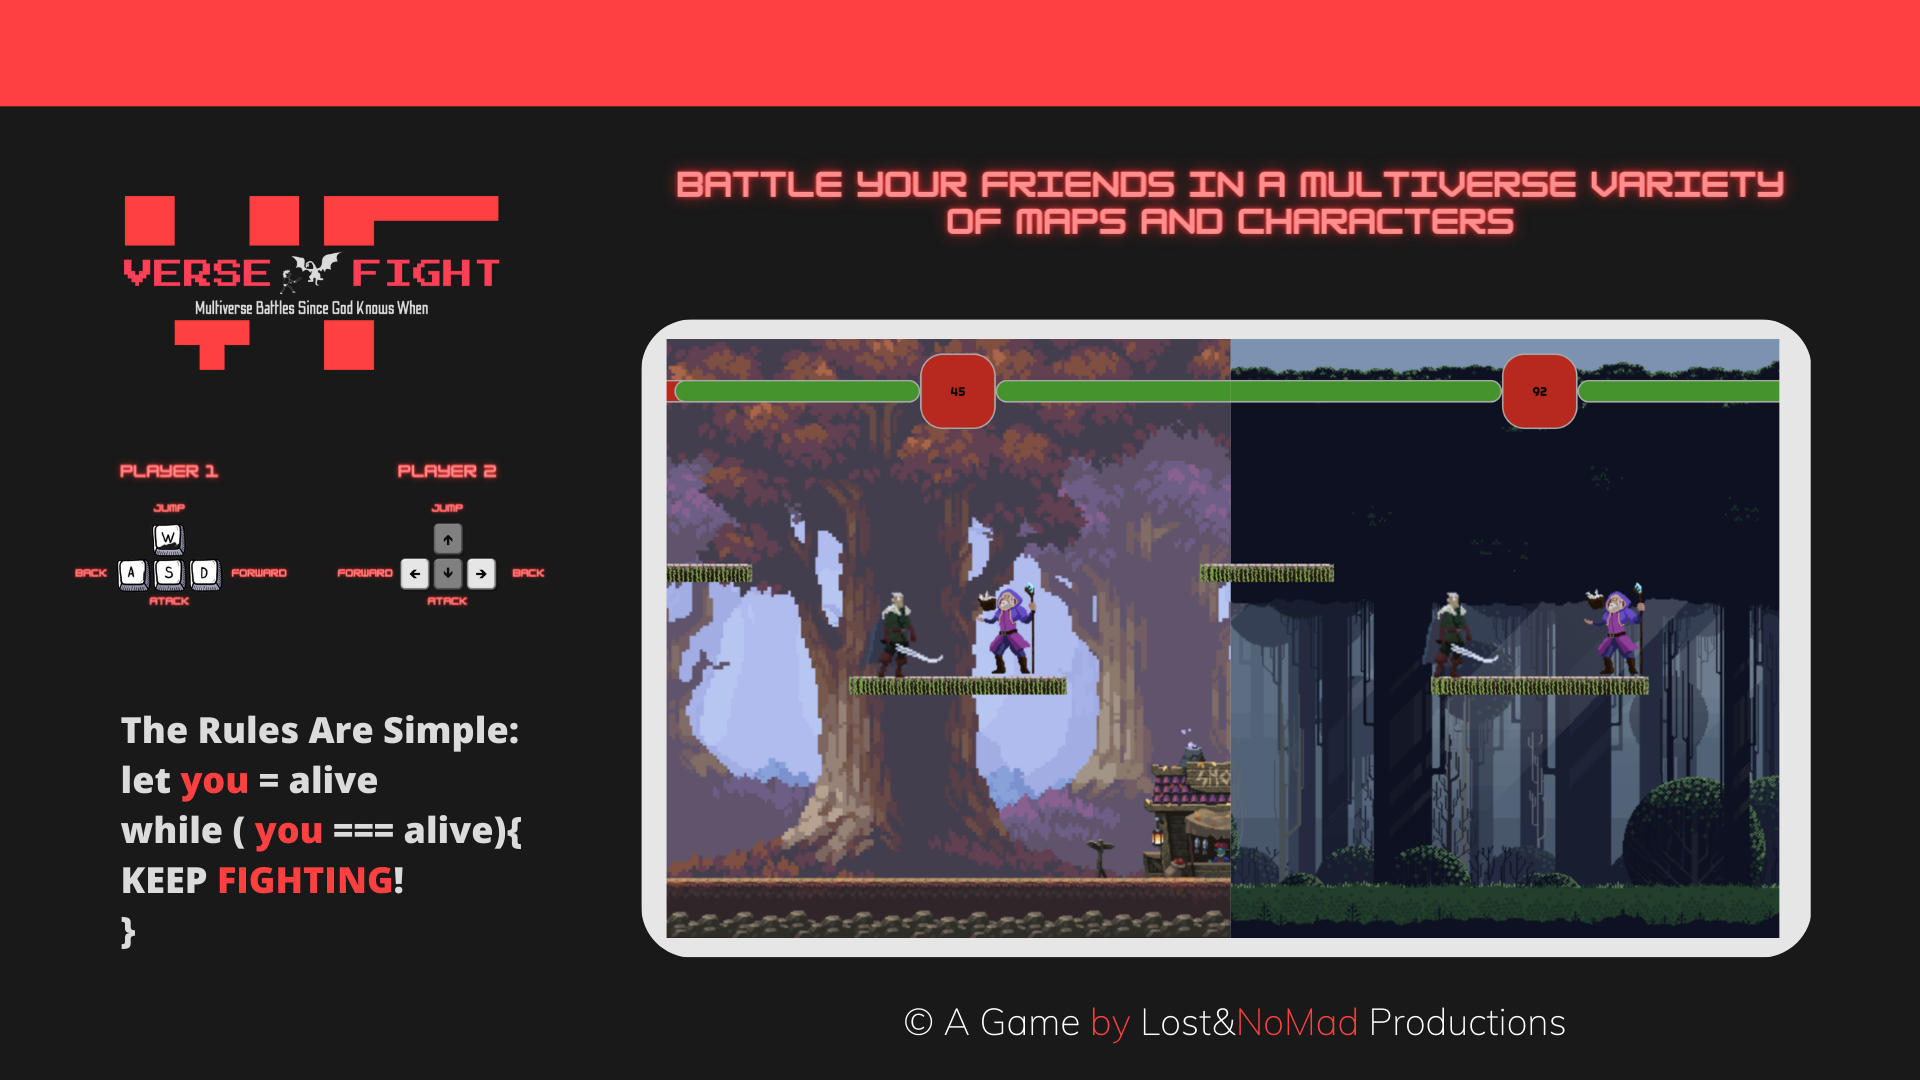 BATTLE YOUR FRIENDS IN A MULTIVERSE VARIETY
OF MAPS AND CHARACTERS
VF
VERSE FIGHT
Multiverse Battles Since God Knows When
PLAYER 1
JUMP
W
BACK A S D FORWARD
ATACK
PLAYER 2
JUMP
↑
FORWARD ← ↓ → BACK
ATACK
The Rules Are Simple:
let you = alive
while ( you === alive){
KEEP FIGHTING!
}
45
92
SHO
© A Game by Lost&NoMad Productions